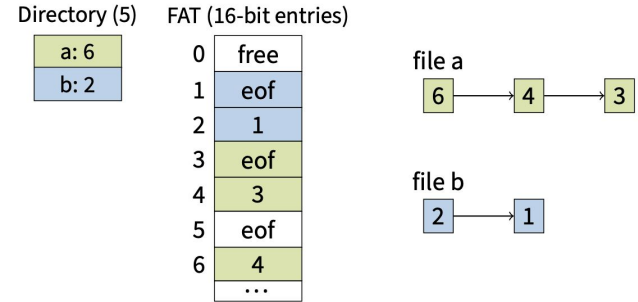 Directory (5)
a: 6
b: 2
FAT (16-bit entries)
0 free
1 eof
2 1
3 eof
4 3
5 eof
6 4
...
file a
6 4 3
file b
2 1